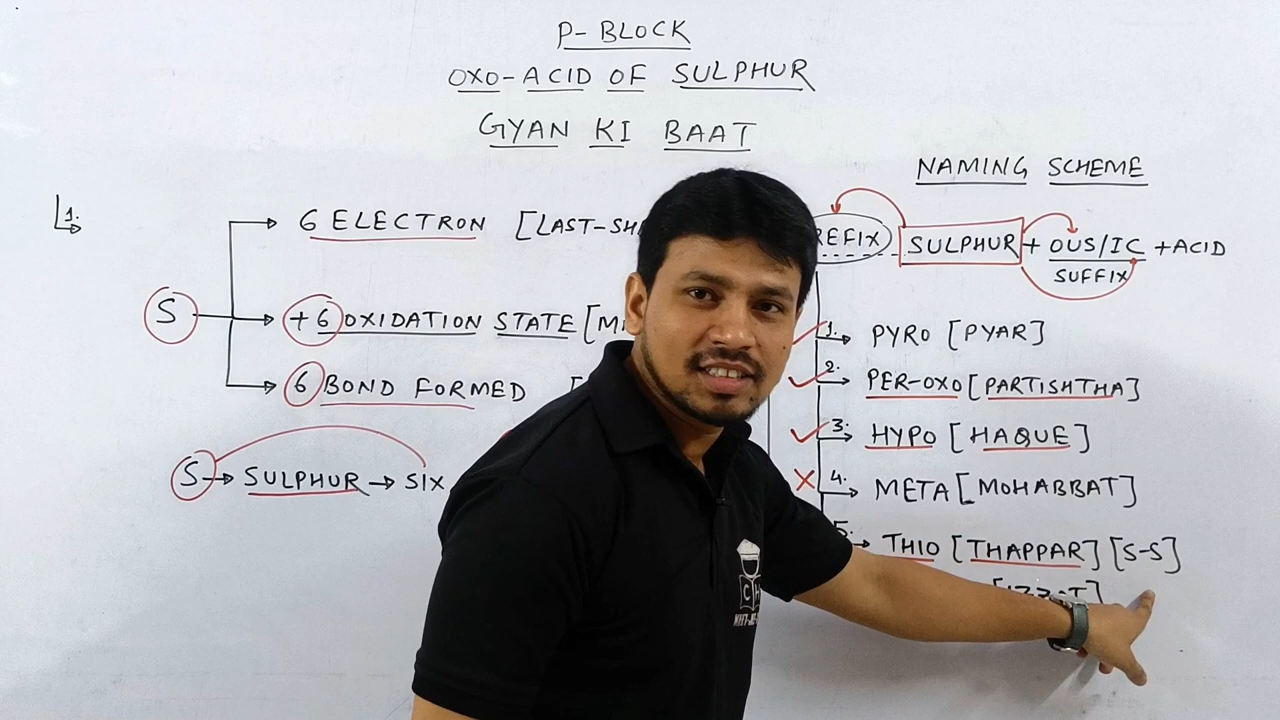 P-BLOCK
OXO-ACID OF SULPHUR
GYAN KI BAAT
1.
S
6 ELECTRON [LAST-SH
+6 OXIDATION STATE [M
6 BOND FORMED [
S → SULPHUR → SIX
NAMING SCHEME
REFIX SULPHUR + OUS/IC + ACID
SUFFIX
1. PYRO [PYAR]
2. PER-OXO [PARTISHTHA]
3. HYPO [HAQUE]
4. META [MOHABBAT]
5. THIO [THAPPAR] [S-S]
C H